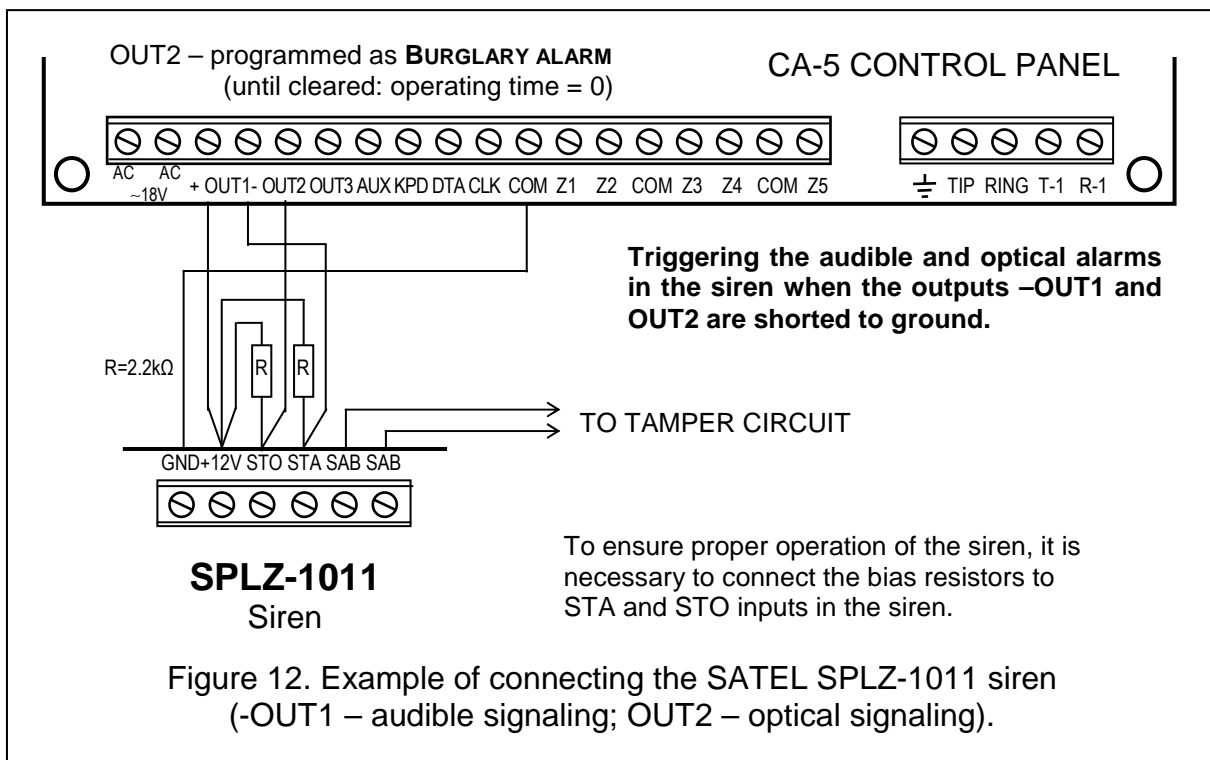 OUT2 – programmed as BURGLARY ALARM
(until cleared: operating time = 0)
CA-5 CONTROL PANEL
AC AC
~18V
+ OUT1- OUT2 OUT3 AUX KPD DTA CLK COM Z1 Z2 COM Z3 Z4 COM Z5
TIP RING T-1 R-1
Triggering the audible and optical alarms
in the siren when the outputs –OUT1 and
OUT2 are shorted to ground.
R=2.2kΩ
R R
TO TAMPER CIRCUIT
GND +12V STO STA SAB SAB
SPLZ-1011
Siren
To ensure proper operation of the siren, it is
necessary to connect the bias resistors to
STA and STO inputs in the siren.
Figure 12. Example of connecting the SATEL SPLZ-1011 siren
(-OUT1 – audible signaling; OUT2 – optical signaling).